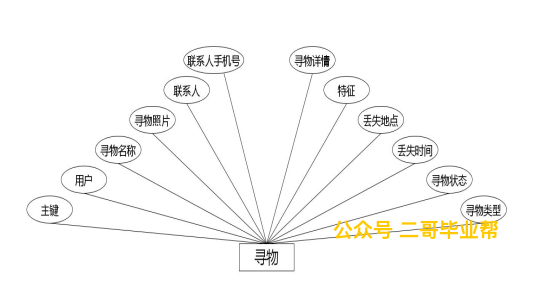 联系人手机号
寻物详情
联系人
特征
寻物照片
丢失地点
寻物名称
丢失时间
用户
寻物状态
主键
寻物类型
公众号 二哥毕业帮
寻物